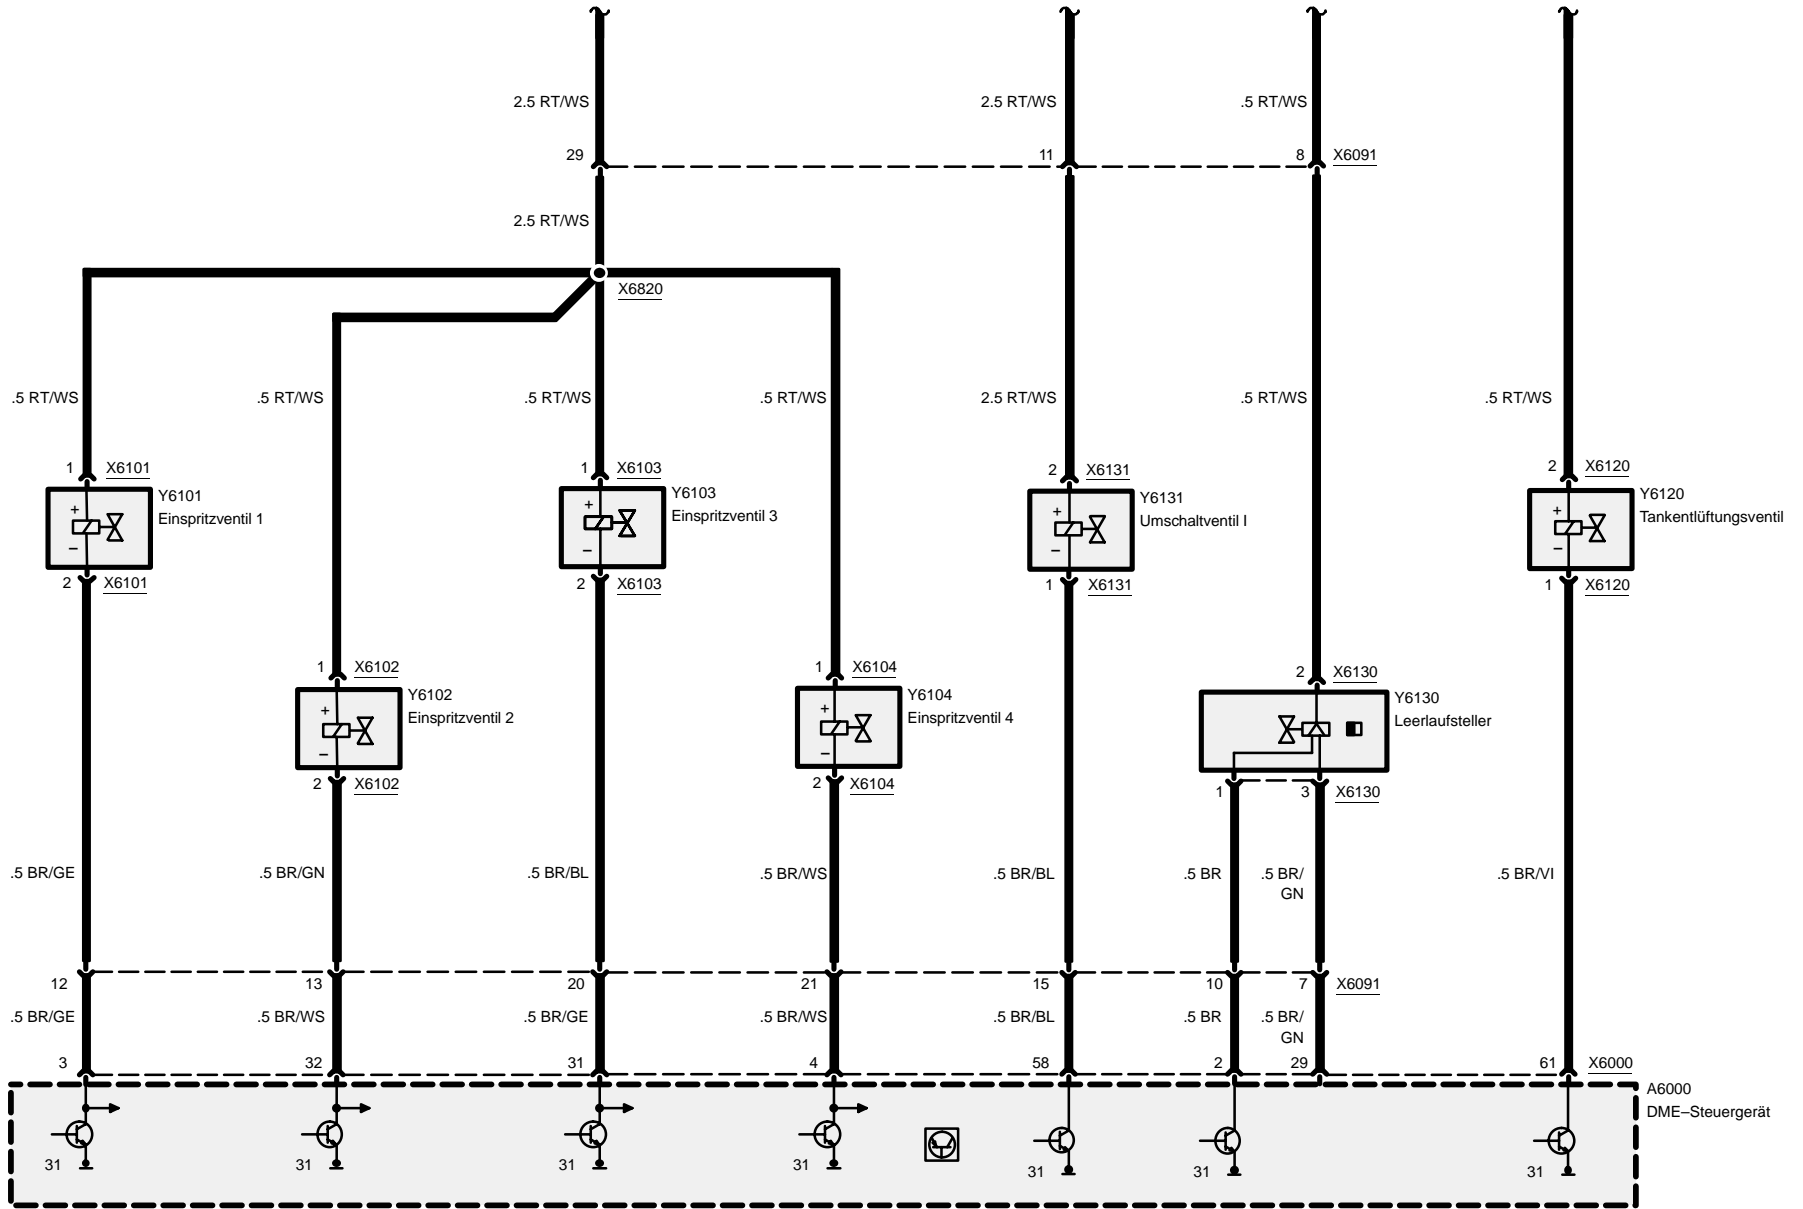 2.5 RT/WS 2.5 RT/WS .5 RT/WS
29 11 8 X6091
2.5 RT/WS
X6820
.5 RT/WS .5 RT/WS .5 RT/WS .5 RT/WS 2.5 RT/WS .5 RT/WS .5 RT/WS
1 X6101 1 X6103 2 X6131 2 X6120
Y6101 Y6103 Y6131 Y6120
Einspritzventil 1 Einspritzventil 3 Umschaltventil I Tankentlüftungsventil
+ + + +
– – – –
2 X6101 2 X6103 1 X6131 1 X6120
1 X6102 1 X6104 2 X6130
Y6102 Y6104 Y6130
Einspritzventil 2 Einspritzventil 4 Leerlaufsteller
+ +
– –
2 X6102 2 X6104 1 3 X6130
.5 BR/GE .5 BR/GN .5 BR/BL .5 BR/WS .5 BR/BL .5 BR .5 BR/ .5 BR/VI
GN
12 13 20 21 15 10 7 X6091
.5 BR/GE .5 BR/WS .5 BR/GE .5 BR/WS .5 BR/BL .5 BR .5 BR/
GN
3 32 31 4 58 2 29 61 X6000
A6000
DME–Steuergerät
31 31 31 31 31 31 31